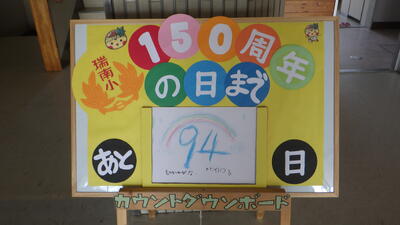 150周年
瑞南小
の日まで
94
あと
日
カウントダウンボード